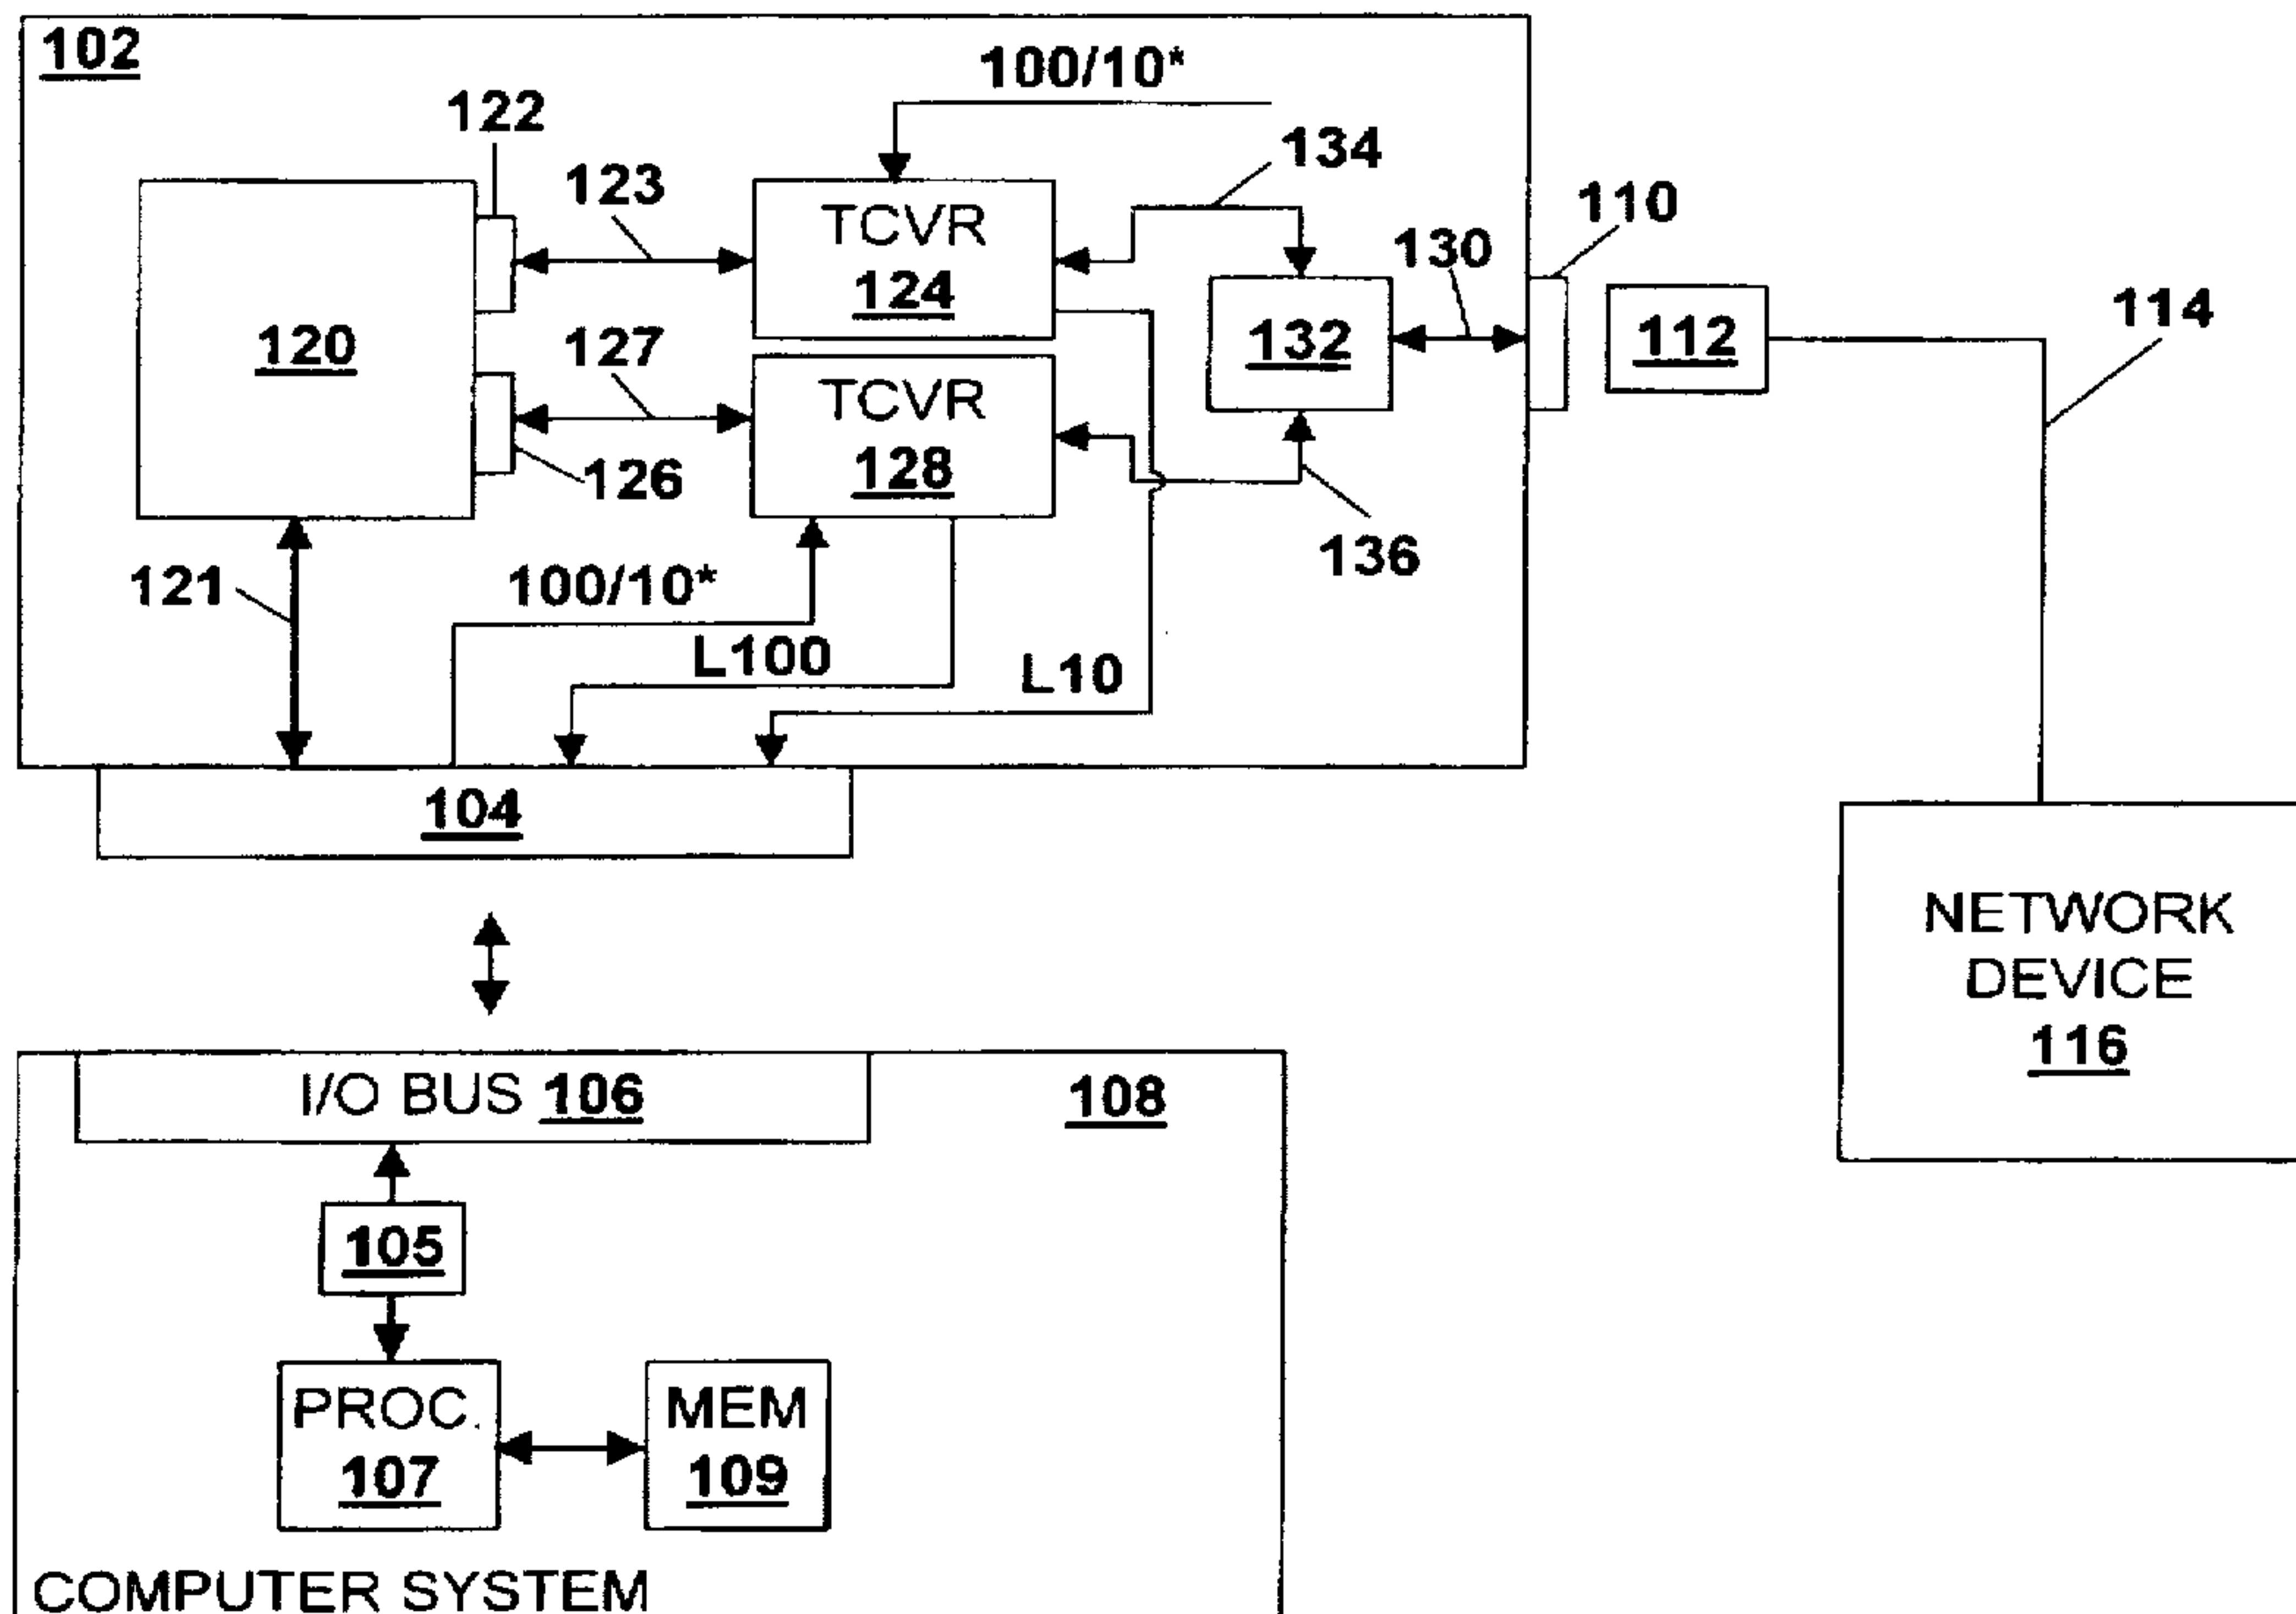 102
100/10*
122
134
123
TCVR
124
110
130
120
127
132
112
114
TCVR
128
126
136
121
100/10*
L100
L10
104
NETWORK
DEVICE
116
I/O BUS 106
108
105
PROC.
107
MEM
109
COMPUTER SYSTEM